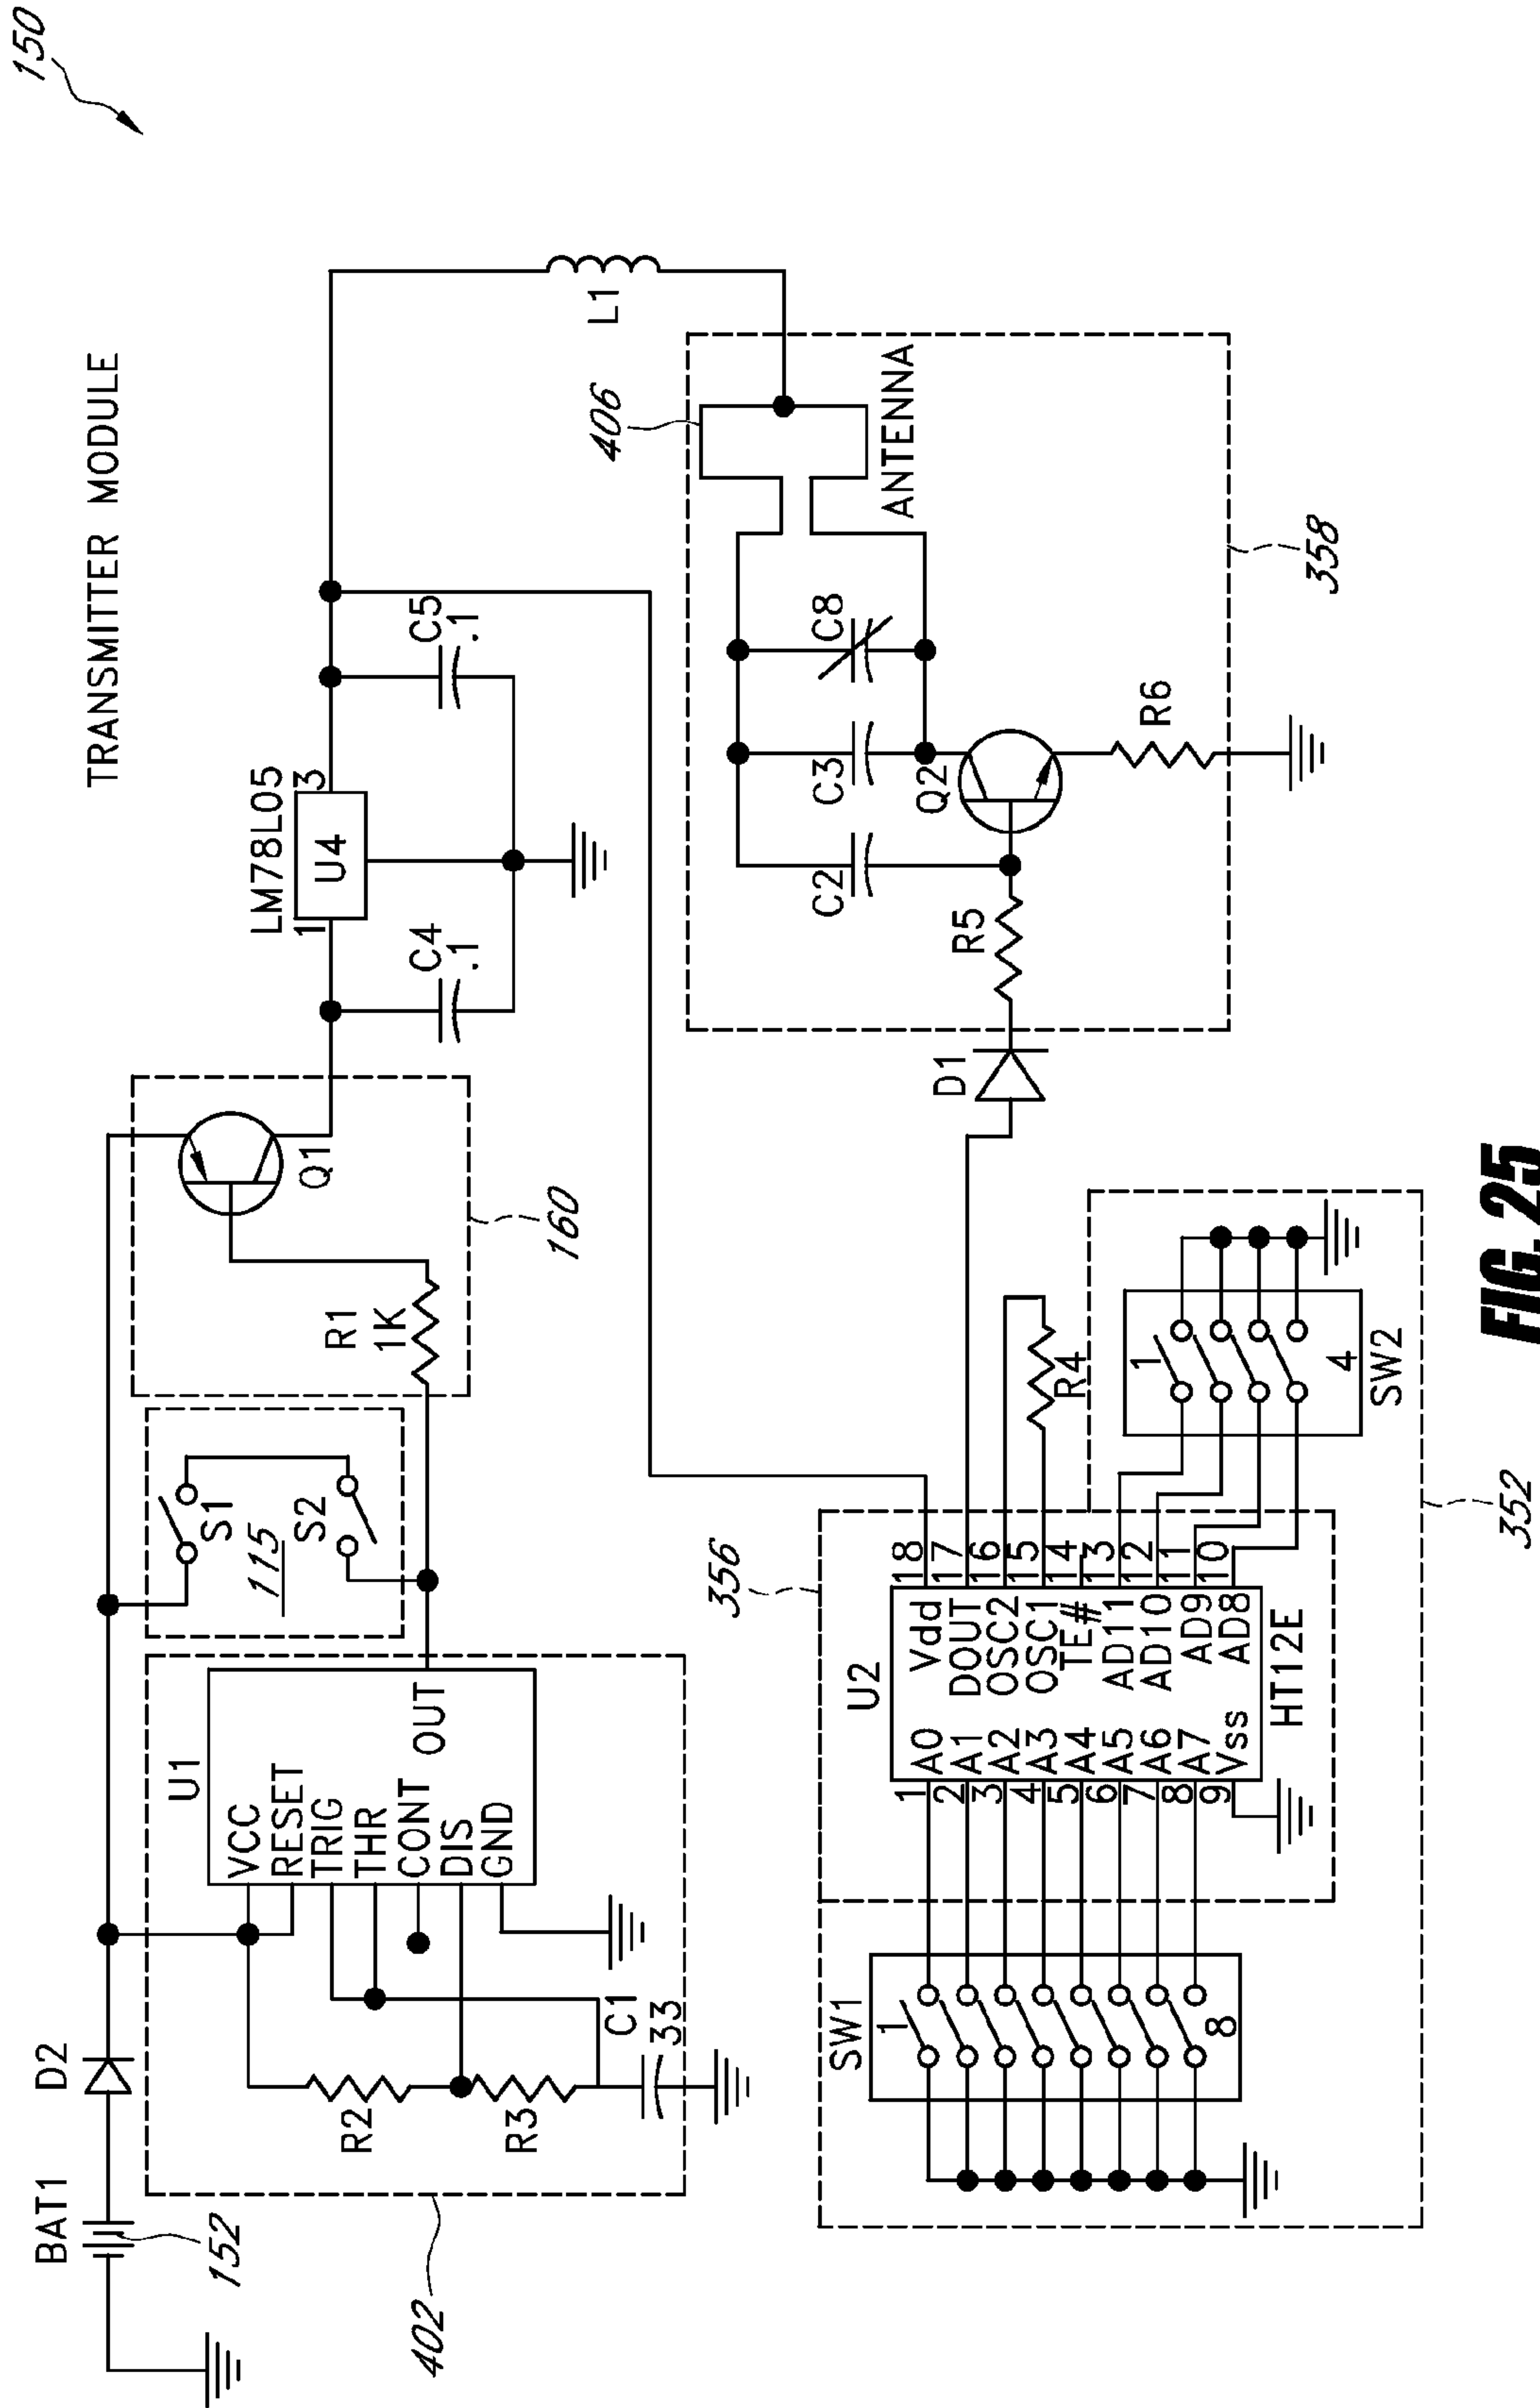 150
TRANSMITTER MODULE
BAT1
152
D2
402
U1
VCC
RESET
TRIG
THR
CONT
DIS
GND
OUT
R2
R3
C1
33
S1
115
S2
R1
1K
Q1
160
LM78L05
1
U4
3
C4
.1
C5
.1
L1
406
ANTENNA
C2
C3
C8
Q2
R5
R6
D1
358
356
U2
SW1
1
8
1 A0
2 A1
3 A2
4 A3
5 A4
6 A5
7 A6
8 A7
9 Vss
Vdd 18
DOUT 17
OSC2 16
OSC1 15
TE# 14
AD11 13
AD10 12
AD9 11
AD8 10
HT12E
R4
1
4
SW2
352
FIG. 25